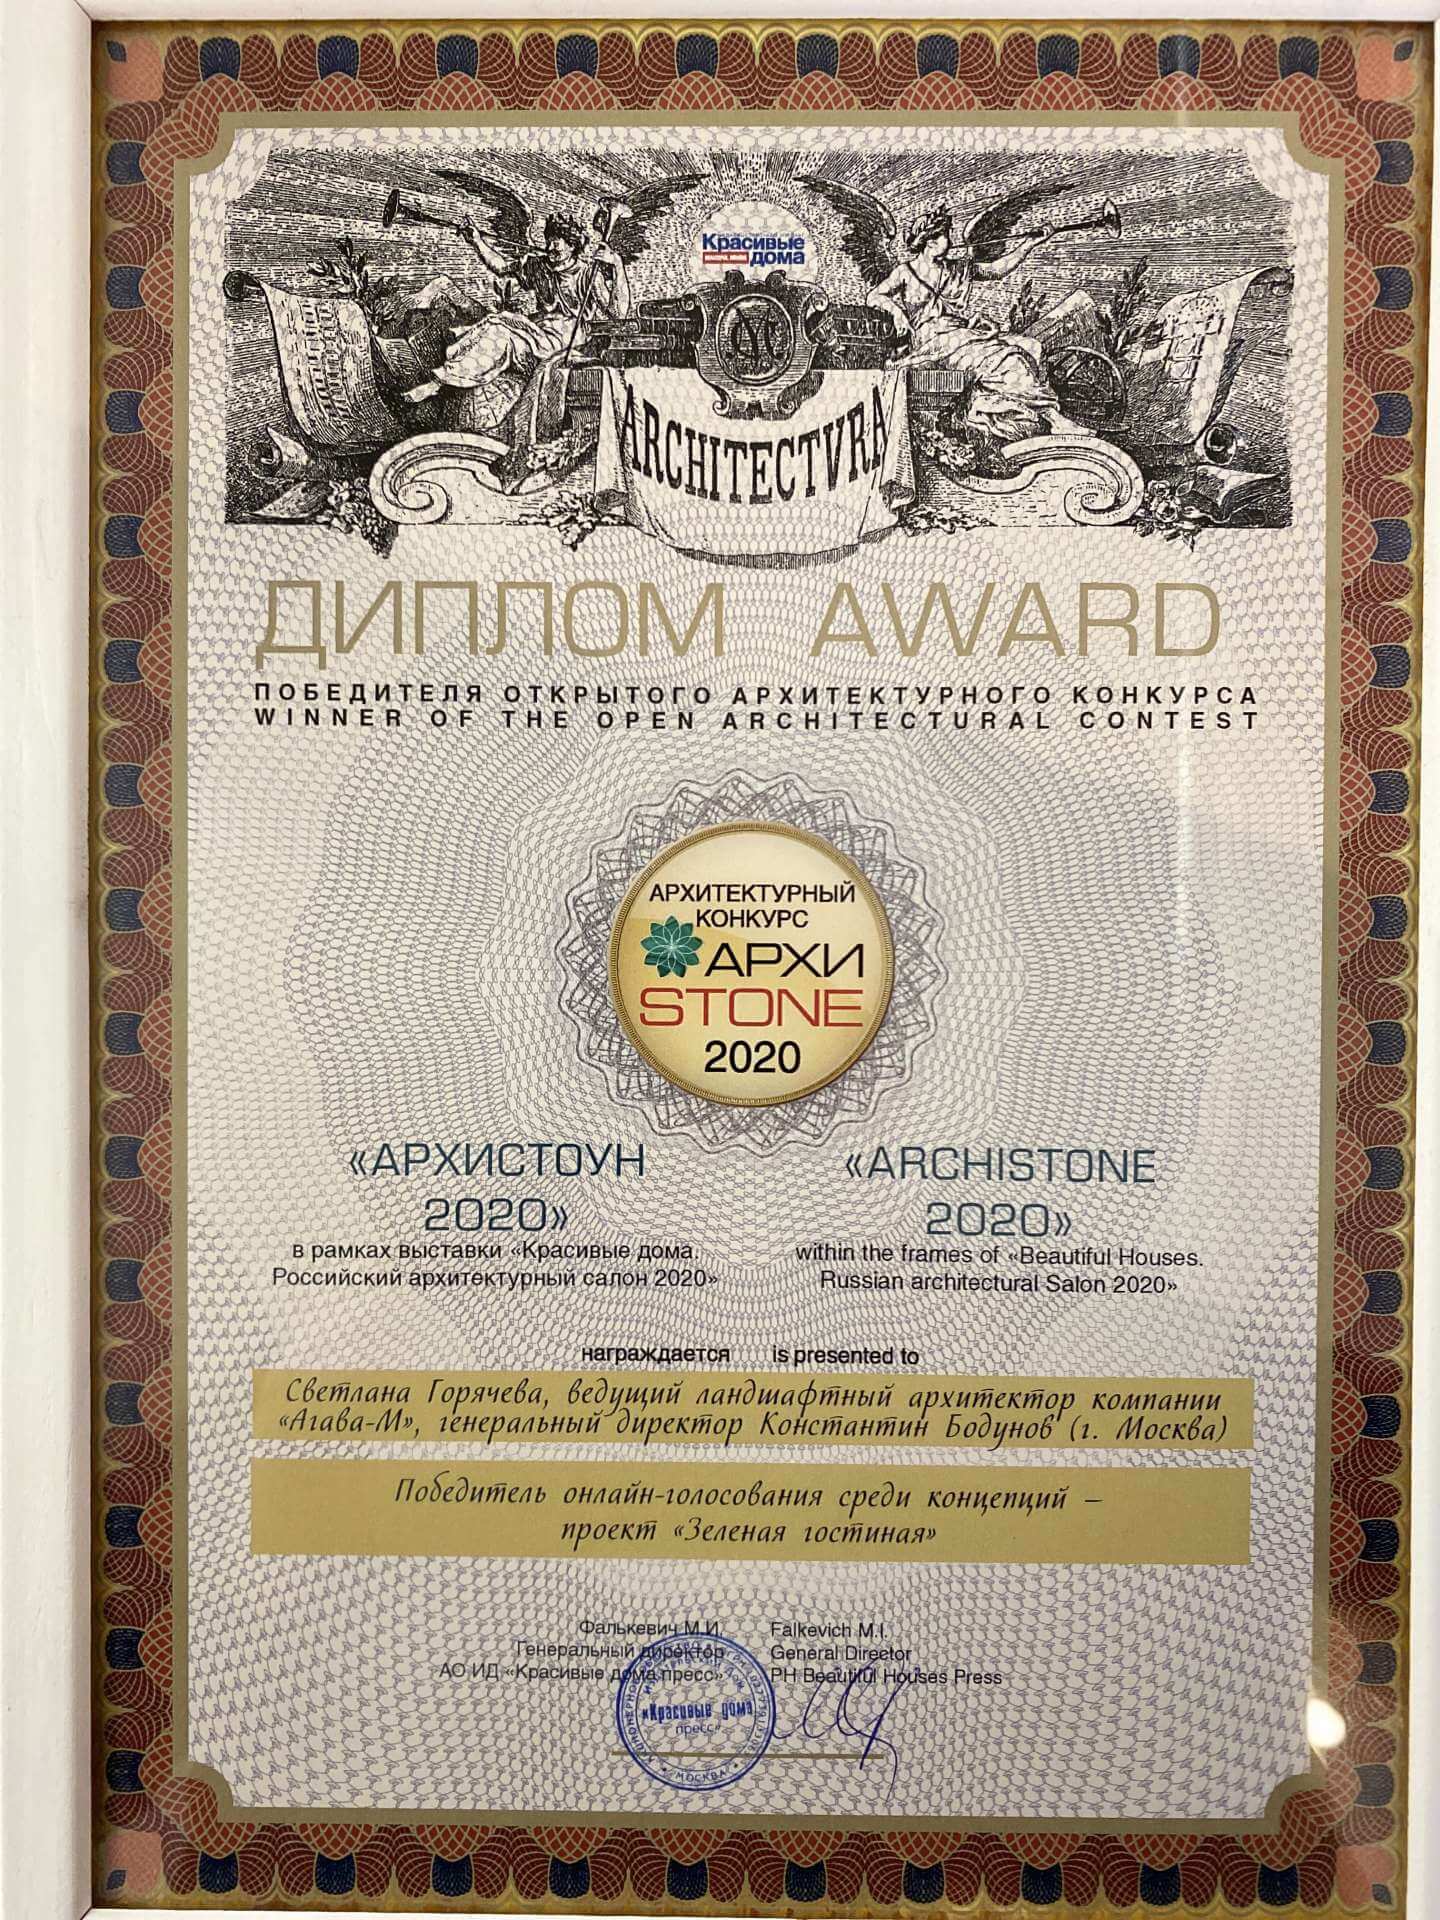 Красивые
дома
ARCHITECTVRA
ДИПЛОМ AWARD
ПОБЕДИТЕЛЯ ОТКРЫТОГО АРХИТЕКТУРНОГО КОНКУРСА
WINNER OF THE OPEN ARCHITECTURAL CONTEST
АРХИТЕКТУРНЫЙ
КОНКУРС
АРХИ
STONE
2020
«АРХИСТОУН
2020»
в рамках выставки «Красивые дома.
Российский архитектурный салон 2020»
«ARCHISTONE
2020»
within the frames of «Beautiful Houses.
Russian architectural Salon 2020»
награждается is presented to
Светлана Горячева, ведущий ландшафтный архитектор компании
«Агава-М», генеральный директор Константин Бодунов (г. Москва)
Победитель онлайн-голосования среди концепций –
проект «Зеленая гостиная»
Фалькевич М.И.
Генеральный директор
АО ИД «Красивые дома пресс»
Falkevich M.I.
General Director
PH Beautiful Houses Press
«Красивые дома
пресс»
МОСКВА